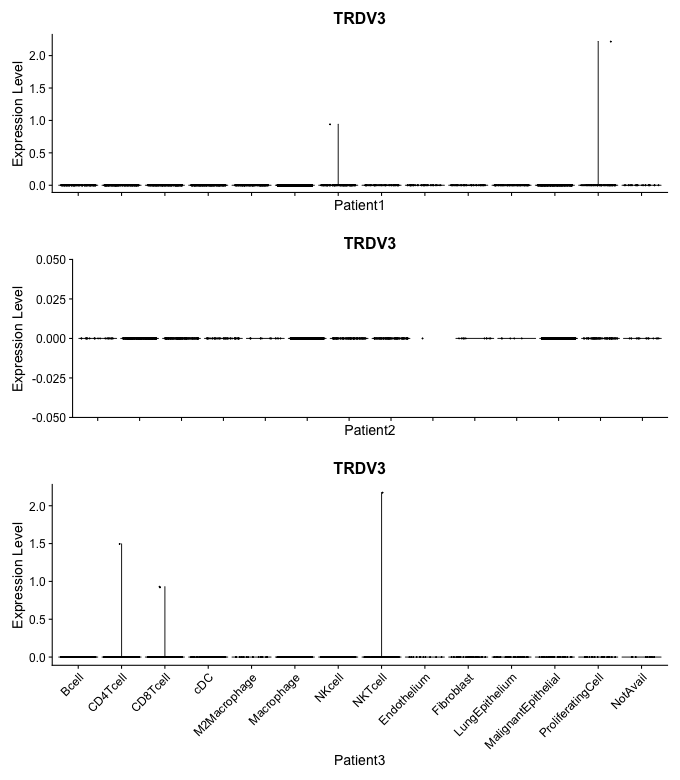 TRDV3
Expression Level
2.0
1.5
1.0
0.5
0.0
Patient1
TRDV3
Expression Level
0.050
0.025
0.000
-0.025
-0.050
Patient2
TRDV3
Expression Level
2.0
1.5
1.0
0.5
0.0
Bcell
CD4Tcell
CD8Tcell
cDC
M2Macrophage
Macrophage
NKcell
NKTcell
Endothelium
Fibroblast
LungEpithelium
MalignantEpithelial
ProliferatingCell
NotAvail
Patient3